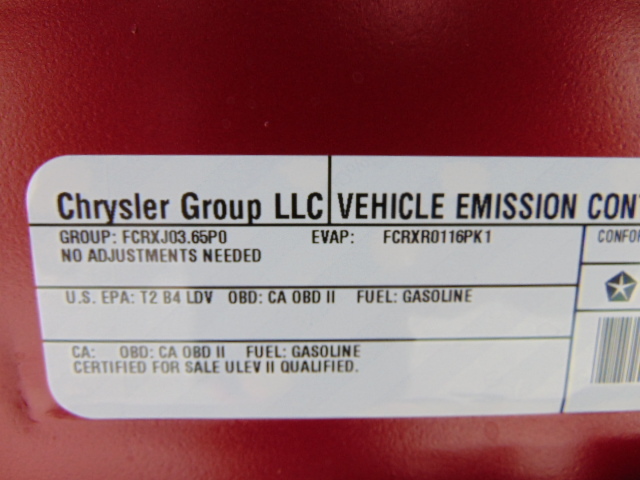 Chrysler Group LLC VEHICLE EMISSION CON
GROUP: FCRXJ03.65P0 EVAP: FCRXR0116PK1 CONFOR
NO ADJUSTMENTS NEEDED
U.S. EPA: T2 B4 LDV OBD: CA OBD II FUEL: GASOLINE
CA: OBD: CA OBD II FUEL: GASOLINE
CERTIFIED FOR SALE ULEV II QUALIFIED.